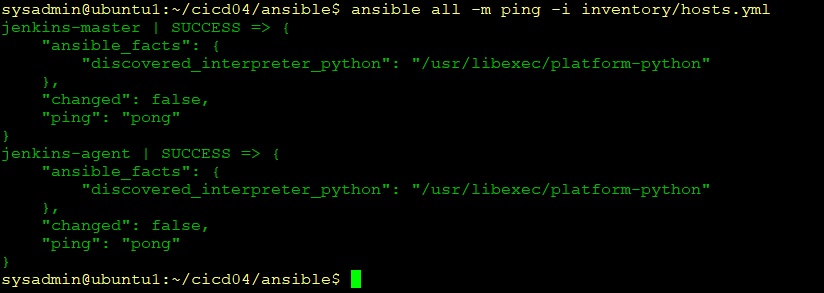 sysadmin@ubuntu1:~/cicd04/ansible$ ansible all -m ping -i inventory/hosts.yml
jenkins-master | SUCCESS => {
    "ansible_facts": {
        "discovered_interpreter_python": "/usr/libexec/platform-python"
    },
    "changed": false,
    "ping": "pong"
}
jenkins-agent | SUCCESS => {
    "ansible_facts": {
        "discovered_interpreter_python": "/usr/libexec/platform-python"
    },
    "changed": false,
    "ping": "pong"
}
sysadmin@ubuntu1:~/cicd04/ansible$